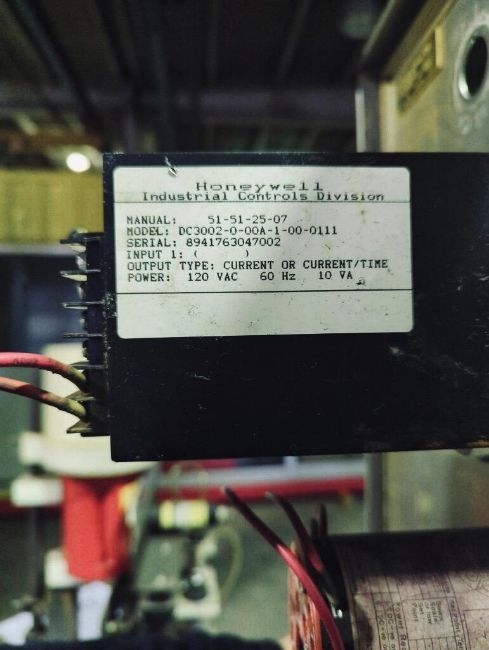 Honeywell
Industrial Controls Division
MANUAL: 51-51-25-07
MODEL: DC3002-0-00A-1-00-0111
SERIAL: 8941763047002
INPUT 1: ( )
OUTPUT TYPE: CURRENT OR CURRENT/TIME
POWER: 120 VAC 60 Hz 10 VA